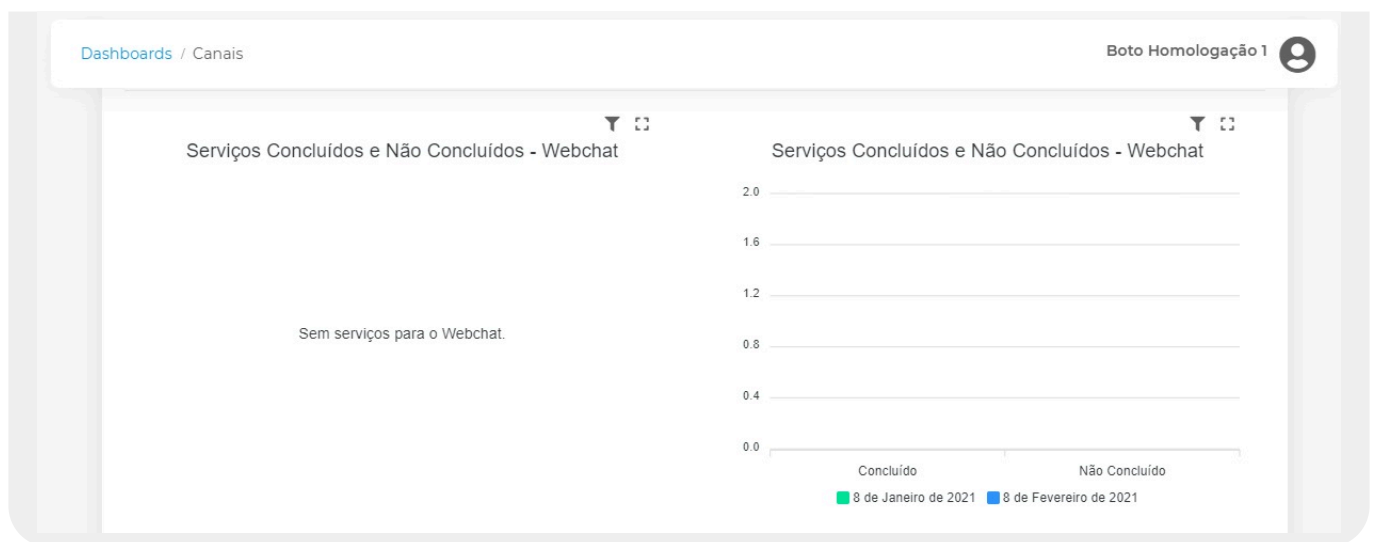 Dashboards / Canais
Boto Homologação 1
Serviços Concluídos e Não Concluídos - Webchat
Sem serviços para o Webchat.
Serviços Concluídos e Não Concluídos - Webchat
2.0
1.6
1.2
0.8
0.4
0.0
Concluído Não Concluído
8 de Janeiro de 2021 8 de Fevereiro de 2021